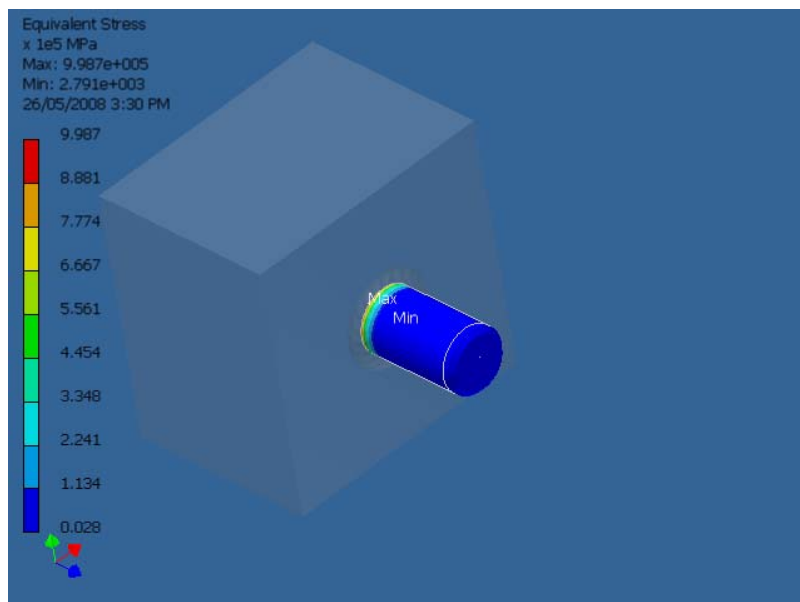 Equivalent Stress
x 1e5 MPa
Max: 9.987e+005
Min: 2.791e+003
26/05/2008 3:30 PM
9.987
8.881
7.774
6.667
5.561
4.454
3.348
2.241
1.134
0.028
Max
Min